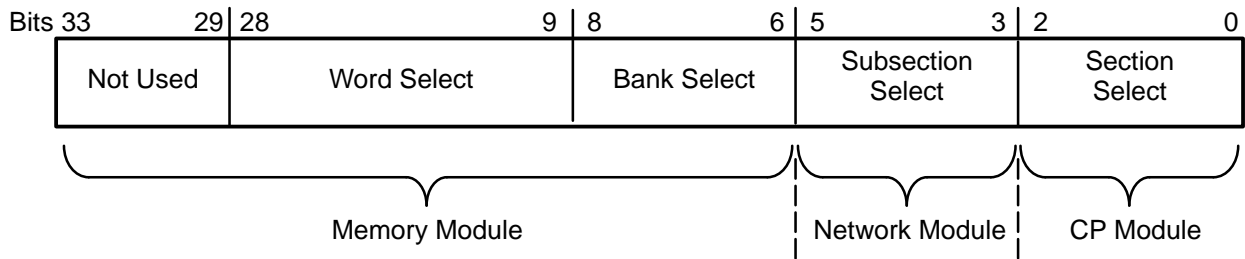 Bits 33 29 28 9 8 6 5 3 2 0
Not Used Word Select Bank Select Subsection Select Section Select
Memory Module Network Module CP Module